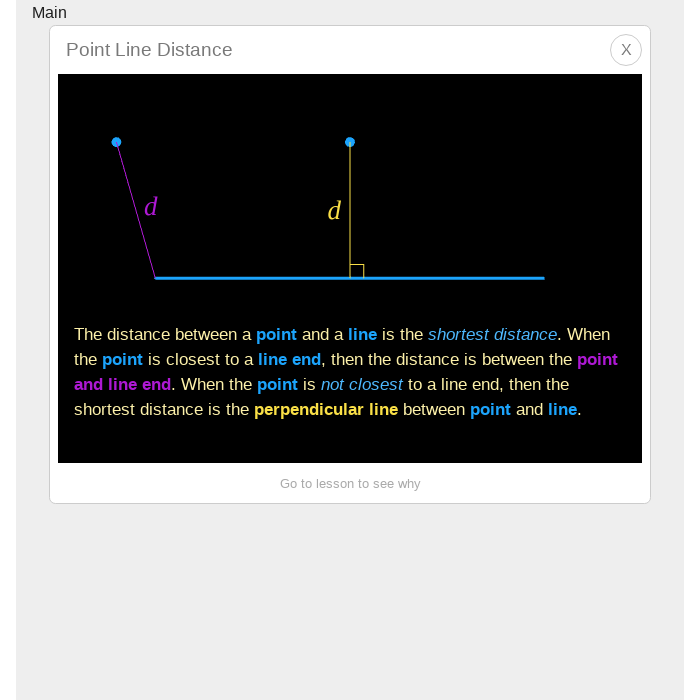 Main
Point Line Distance
X
d
d
The distance between a point and a line is the shortest distance. When
the point is closest to a line end, then the distance is between the point
and line end. When the point is not closest to a line end, then the
shortest distance is the perpendicular line between point and line.
Go to lesson to see why